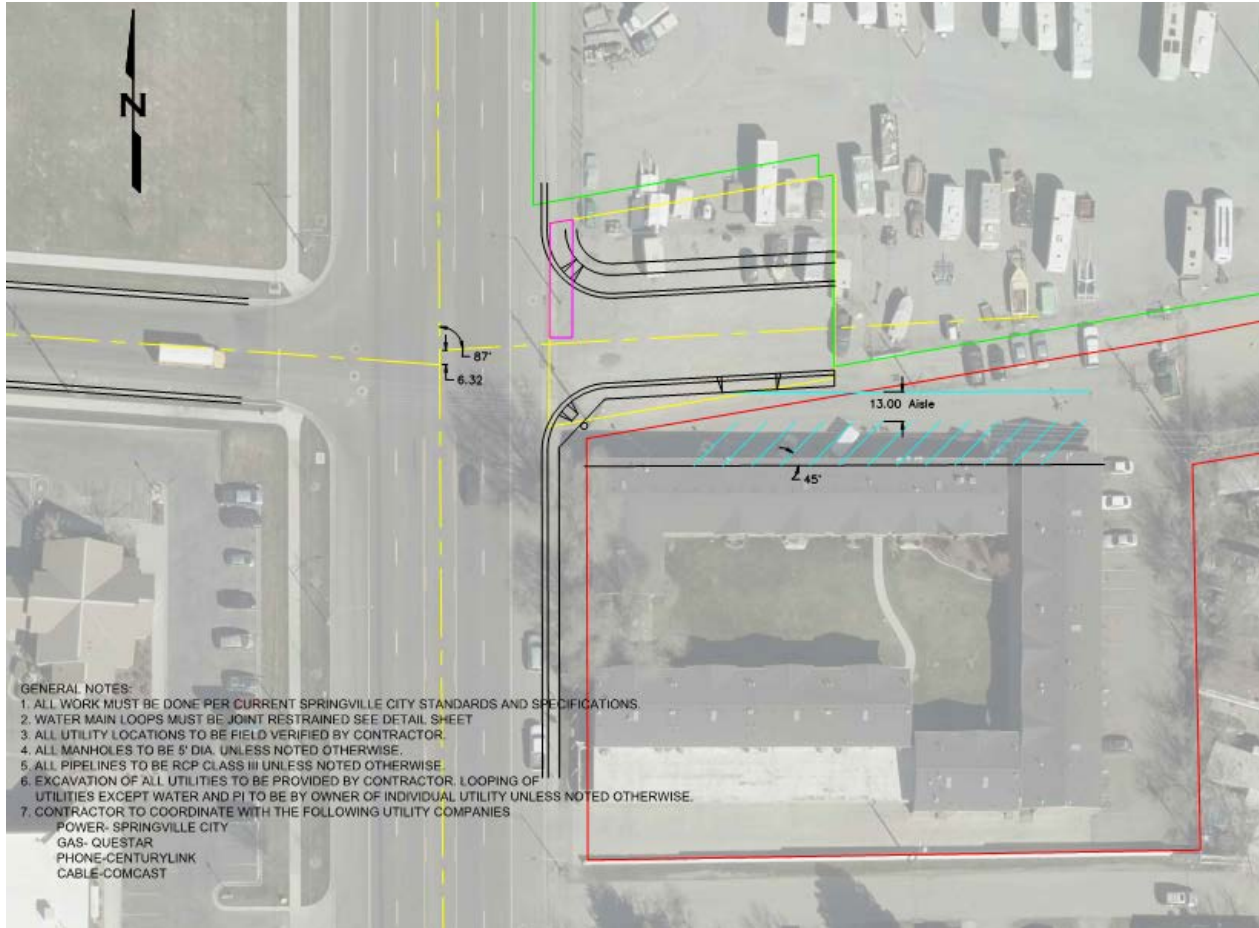 N
87°
6.32
13.00 Aisle
45°
GENERAL NOTES:
1. ALL WORK MUST BE DONE PER CURRENT SPRINGVILLE CITY STANDARDS AND SPECIFICATIONS.
2. WATER MAIN LOOPS MUST BE JOINT RESTRAINED SEE DETAIL SHEET
3. ALL UTILITY LOCATIONS TO BE FIELD VERIFIED BY CONTRACTOR.
4. ALL MANHOLES TO BE 5' DIA. UNLESS NOTED OTHERWISE.
5. ALL PIPELINES TO BE RCP CLASS III UNLESS NOTED OTHERWISE.
6. EXCAVATION OF ALL UTILITIES TO BE PROVIDED BY CONTRACTOR. LOOPING OF
UTILITIES EXCEPT WATER AND PI TO BE BY OWNER OF INDIVIDUAL UTILITY UNLESS NOTED OTHERWISE.
7. CONTRACTOR TO COORDINATE WITH THE FOLLOWING UTILITY COMPANIES
POWER- SPRINGVILLE CITY
GAS- QUESTAR
PHONE-CENTURYLINK
CABLE-COMCAST